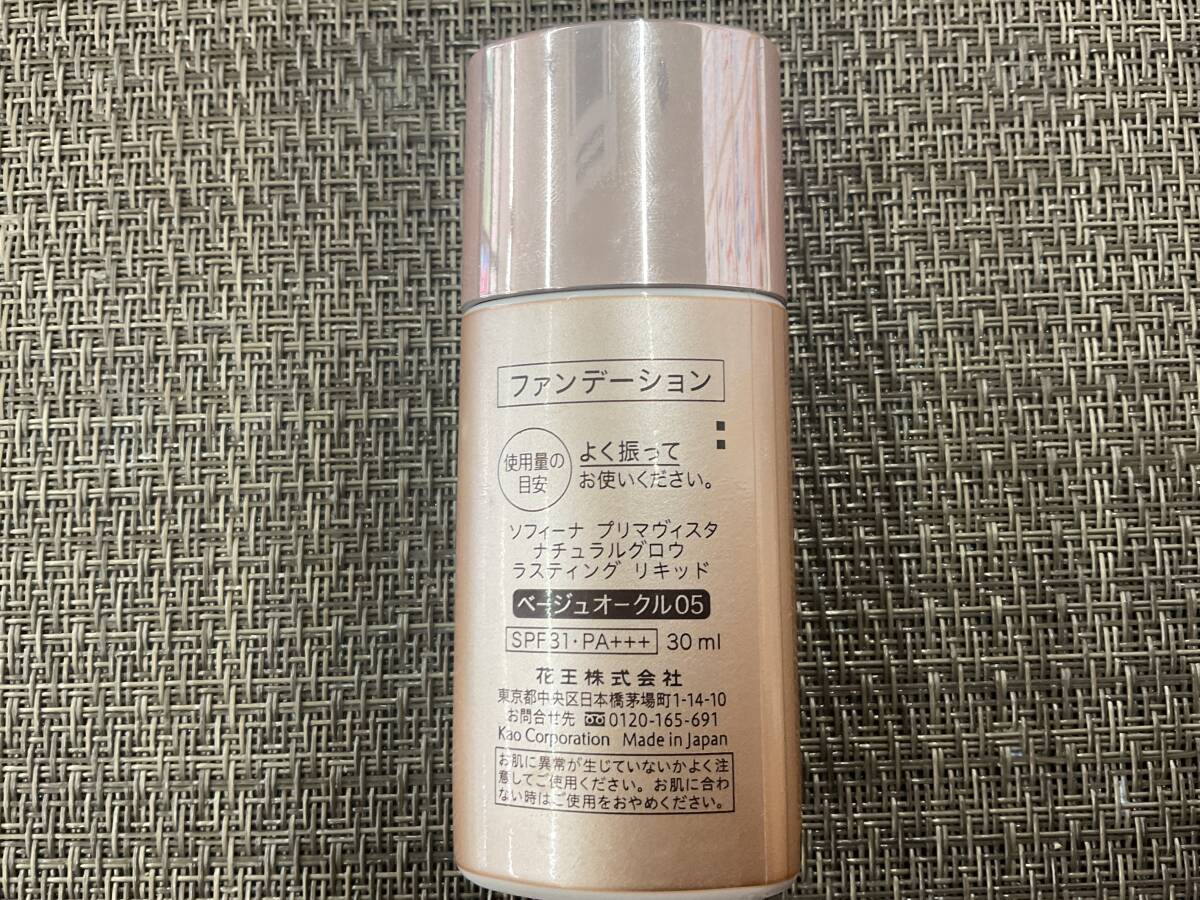 ファンデーション
使用量の
目安
よく振って
お使いください。
ソフィーナ プリマヴィスタ
ナチュラルグロウ
ラスティング リキッド
ベージュオークル05
SPF31・PA+++ 30 ml
花王株式会社
東京都中央区日本橋茅場町1-14-10
お問合せ先 0120-165-691
Kao Corporation Made in Japan
お肌に異常が生じていないかよく注
意してご使用ください。お肌に合わ
ない時はご使用をおやめください。